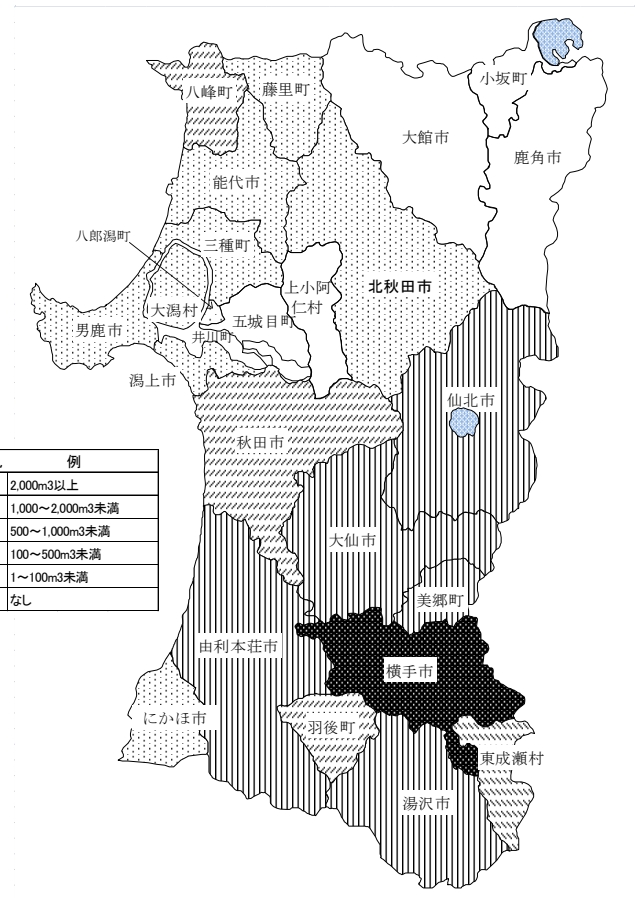 小坂町
八峰町
藤里町
大館市
鹿角市
能代市
八郎潟町
三種町
上小阿
仁村
北秋田市
大潟村
五城目町
男鹿市
井川町
潟上市
仙北市
秋田市
例
2,000m3以上
1,000～2,000m3未満
500～1,000m3未満
100～500m3未満
1～100m3未満
なし
大仙市
美郷町
由利本荘市
横手市
にかほ市
羽後町
東成瀬村
湯沢市